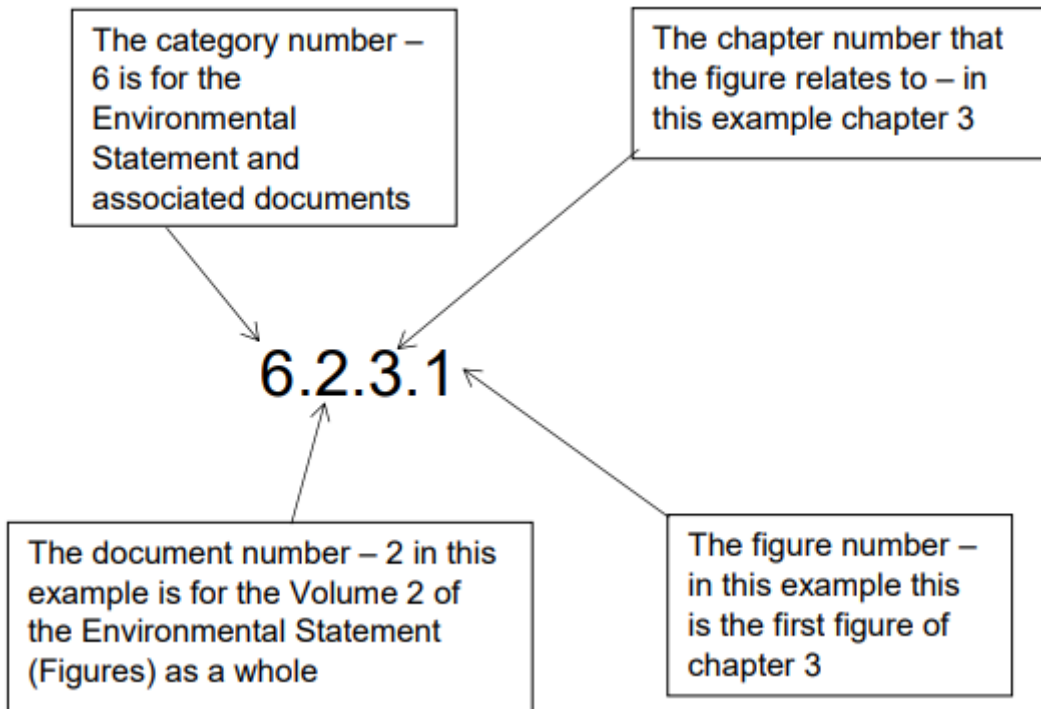 The category number –
6 is for the
Environmental
Statement and
associated documents
The chapter number that
the figure relates to – in
this example chapter 3
6.2.3.1
The document number – 2 in this
example is for the Volume 2 of
the Environmental Statement
(Figures) as a whole
The figure number –
in this example this
is the first figure of
chapter 3